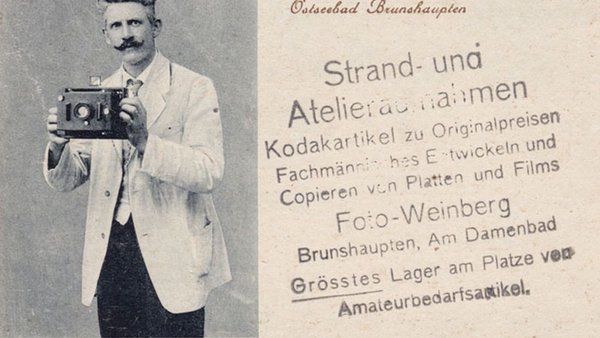 Ostseebad Brunshaupten
Strand- und
Atelieraufnahmen
Kodakartikel zu Originalpreisen
Fachmännisches Entwickeln und
Copieren von Platten und Films
Foto-Weinberg
Brunshaupten, Am Damenbad
Grösstes Lager am Platze von
Amateurbedarfsartikel.